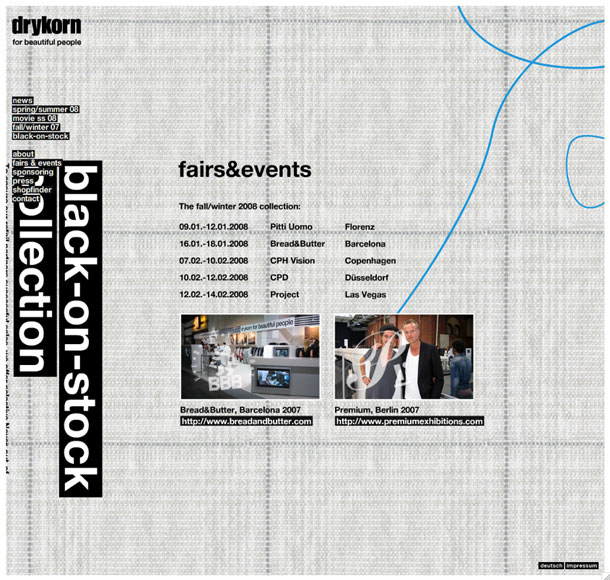 drykorn
for beautiful people
news
spring/summer 08
movie ss 08
fall/winter 07
black-on-stock
about
fairs & events
sponsoring
press
shopfinder
contact
black-on-stock
collection
fairs&events
The fall/winter 2008 collection:
09.01.-12.01.2008 Pitti Uomo Florenz
16.01.-18.01.2008 Bread&Butter Barcelona
07.02.-10.02.2008 CPH Vision Copenhagen
10.02.-12.02.2008 CPD Düsseldorf
12.02.-14.02.2008 Project Las Vegas
for beautiful people
BBB
Bread&Butter, Barcelona 2007
http://www.breadandbutter.com
Premium, Berlin 2007
http://www.premiumexhibitions.com
deutsch impressum